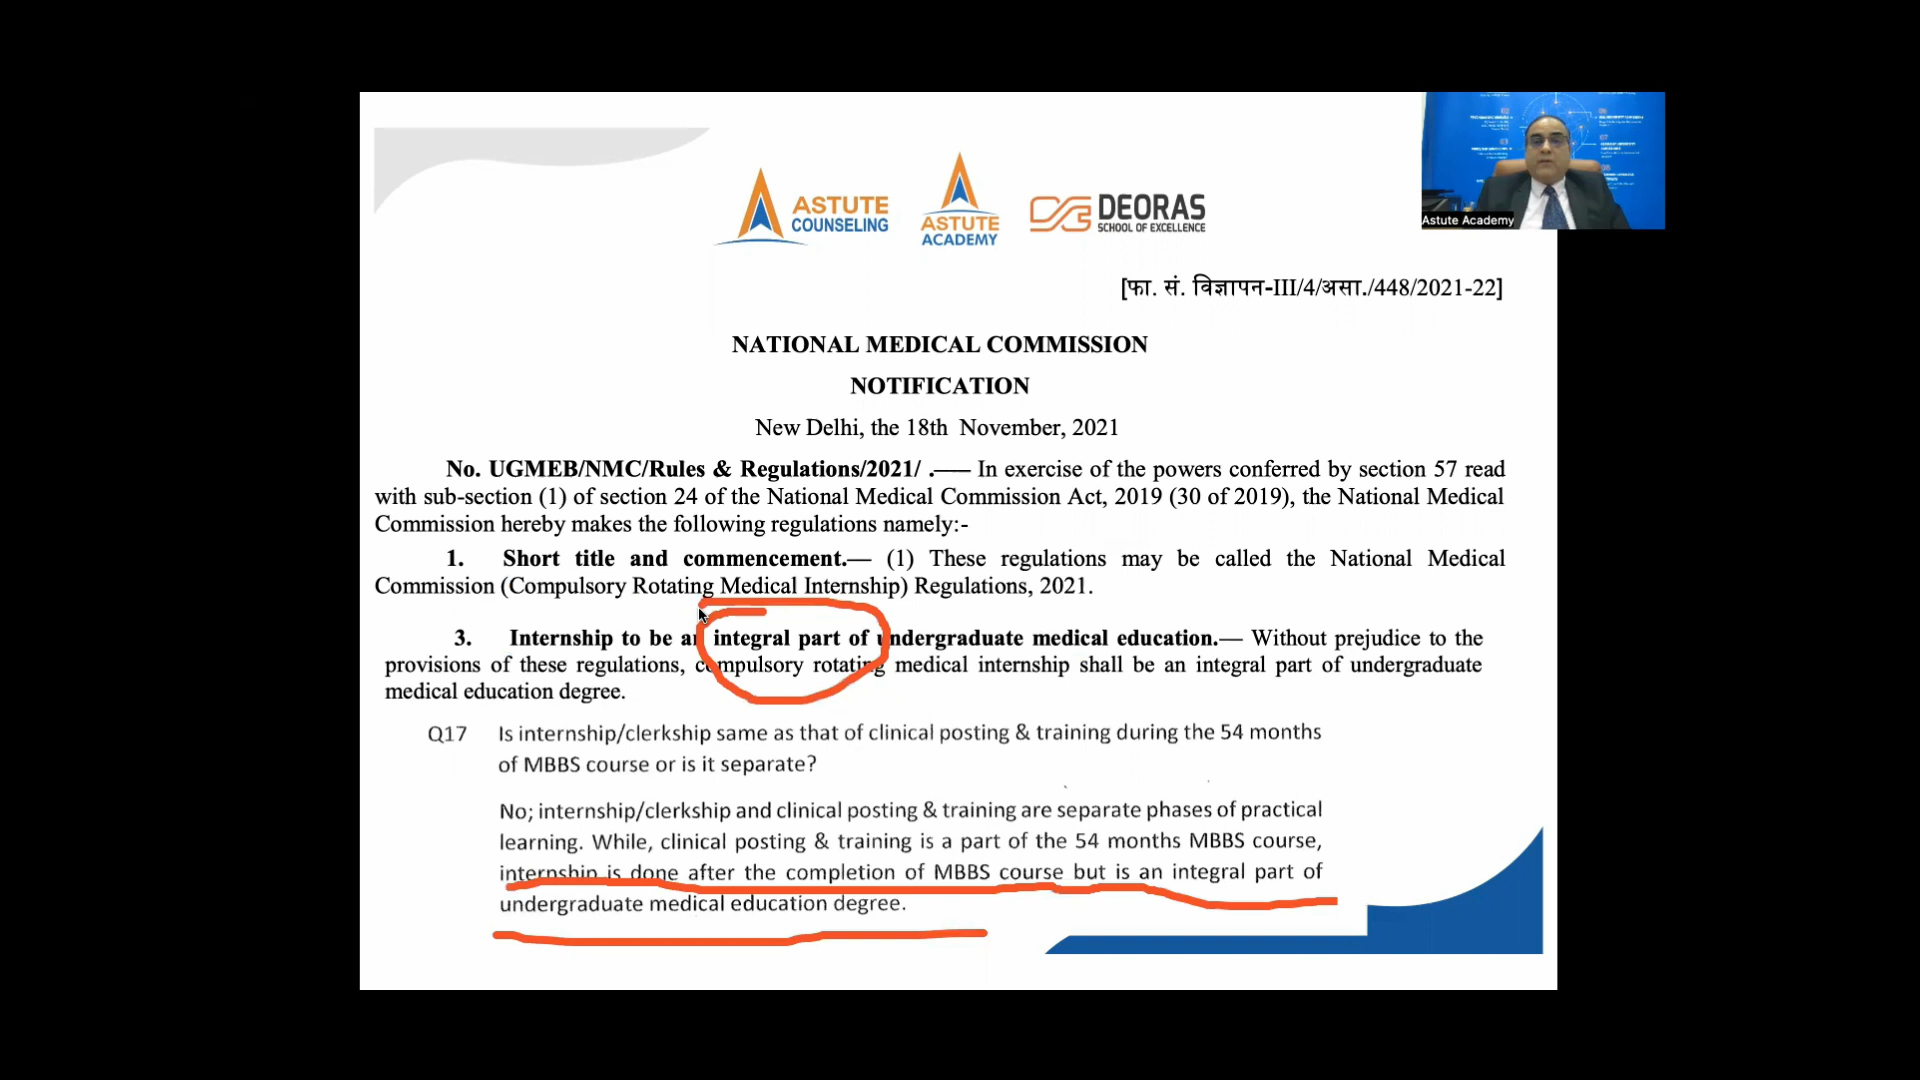 ASTUTE
COUNSELING
ASTUTE
ACADEMY
DEORAS
SCHOOL OF EXCELLENCE
Astute Academy
[फा. सं. विज्ञापन-III/4/असा./448/2021-22]
NATIONAL MEDICAL COMMISSION
NOTIFICATION
New Delhi, the 18th November, 2021
No. UGMEB/NMC/Rules & Regulations/2021/ .—– In exercise of the powers conferred by section 57 read
with sub-section (1) of section 24 of the National Medical Commission Act, 2019 (30 of 2019), the National Medical
Commission hereby makes the following regulations namely:-
1. Short title and commencement.— (1) These regulations may be called the National Medical
Commission (Compulsory Rotating Medical Internship) Regulations, 2021.
3. Internship to be an integral part of undergraduate medical education.— Without prejudice to the
provisions of these regulations, compulsory rotating medical internship shall be an integral part of undergraduate
medical education degree.
Q17 Is internship/clerkship same as that of clinical posting & training during the 54 months
of MBBS course or is it separate?
No; internship/clerkship and clinical posting & training are separate phases of practical
learning. While, clinical posting & training is a part of the 54 months MBBS course,
internship is done after the completion of MBBS course but is an integral part of
undergraduate medical education degree.